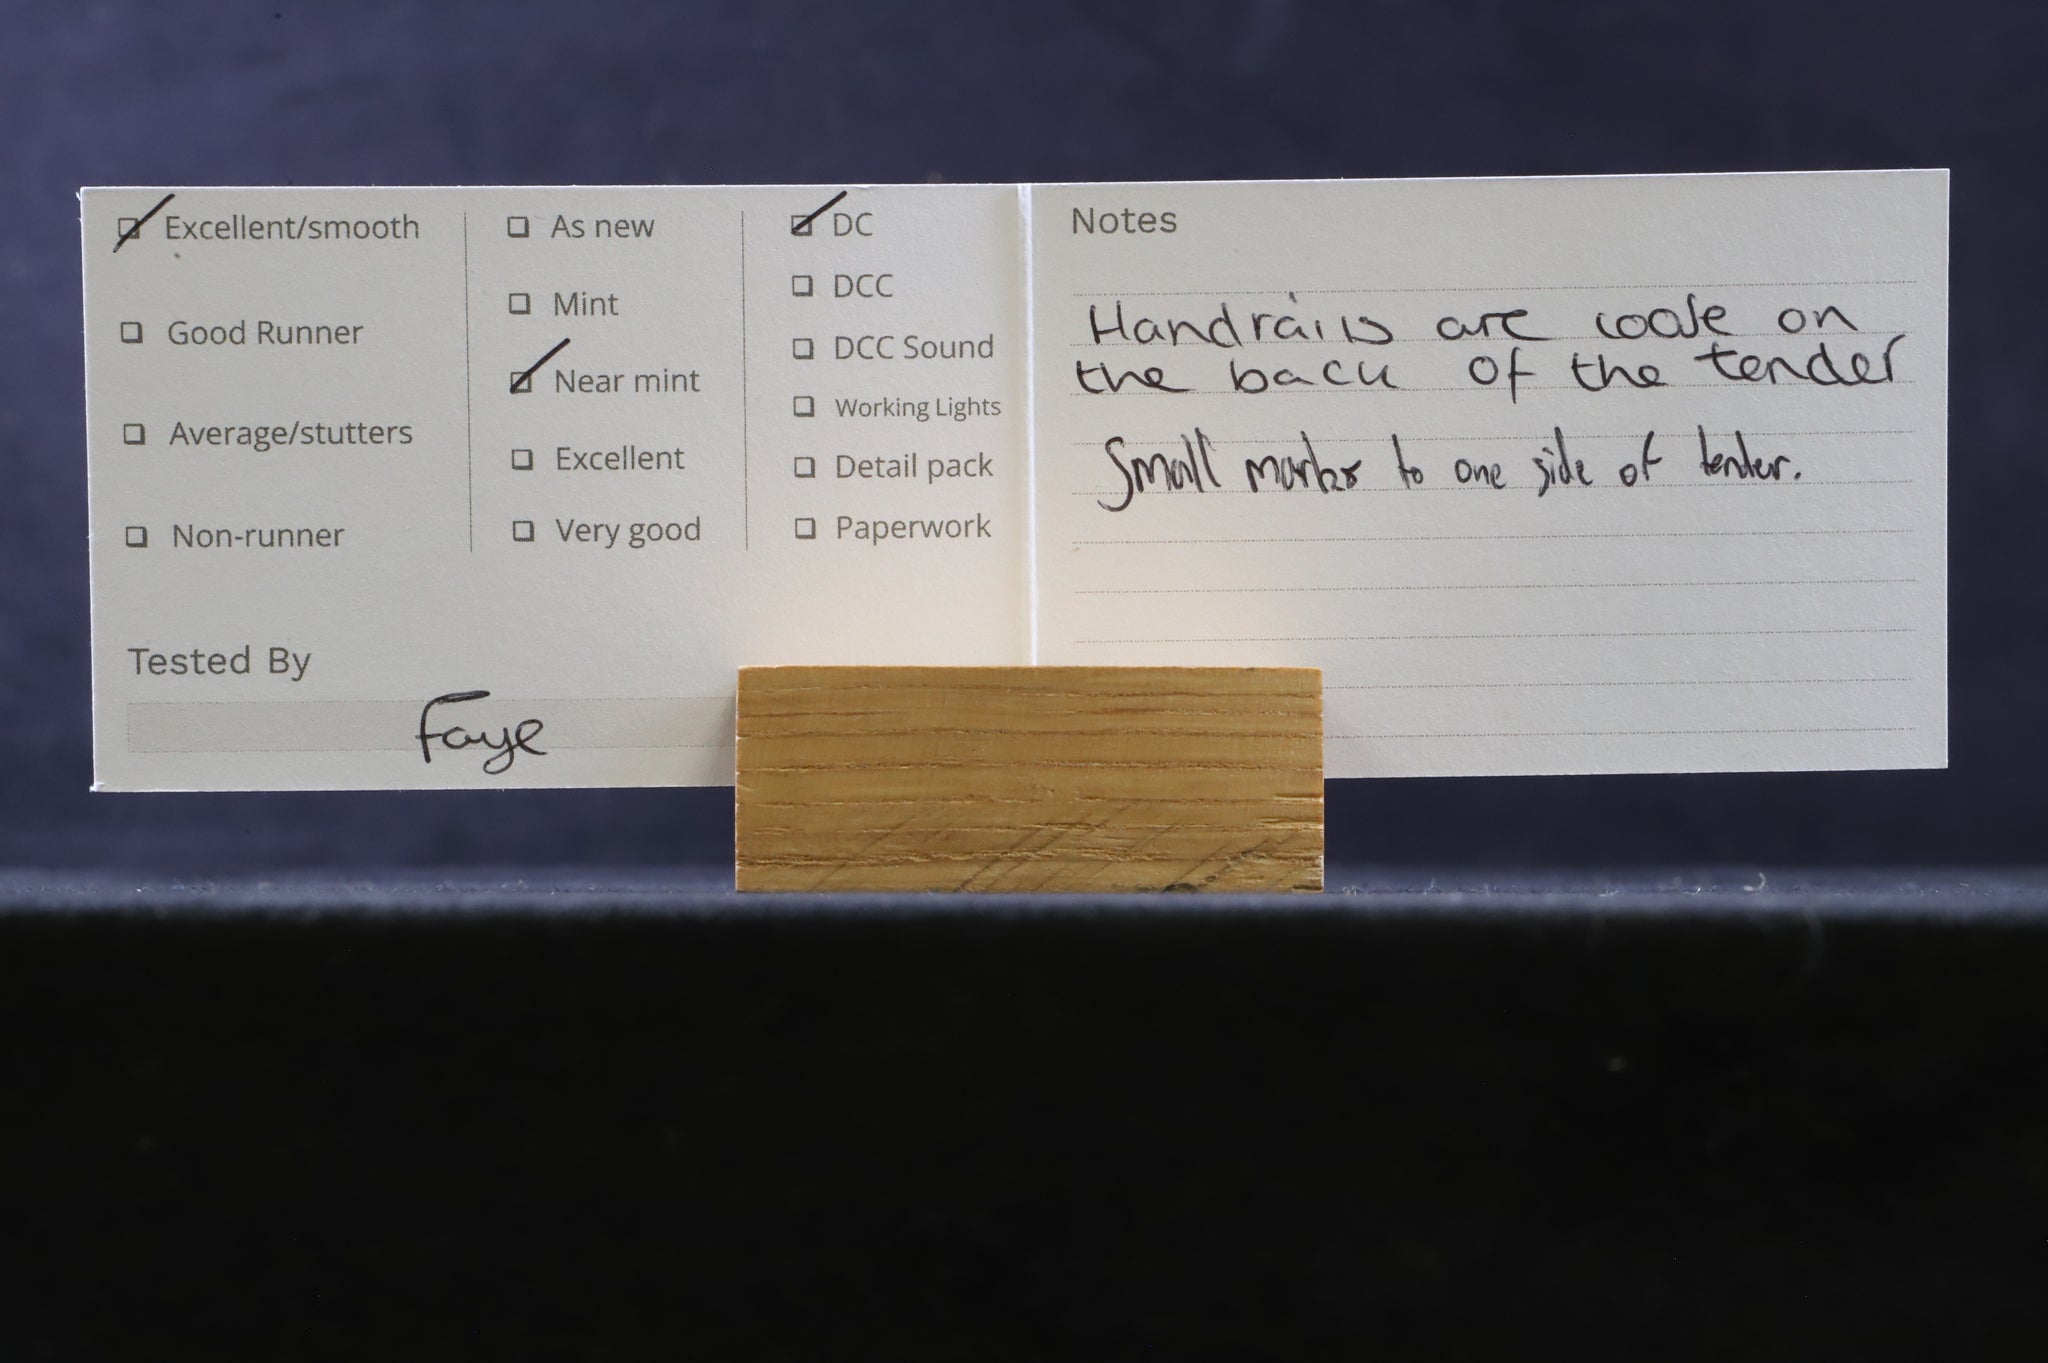 Excellent/smooth
Good Runner
Average/stutters
Non-runner
As new
Mint
Near mint
Excellent
Very good
DC
DCC
DCC Sound
Working Lights
Detail pack
Paperwork
Tested By
Faye
Notes
Handrails are loose on
the back of the tender
Small marks to one side of tender.